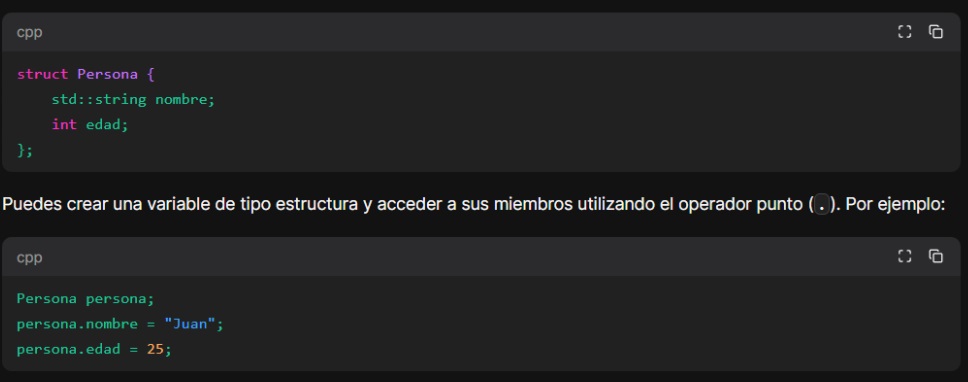 cpp
struct Persona {
    std::string nombre;
    int edad;
};
Puedes crear una variable de tipo estructura y acceder a sus miembros utilizando el operador punto (.). Por ejemplo:
cpp
Persona persona;
persona.nombre = "Juan";
persona.edad = 25;